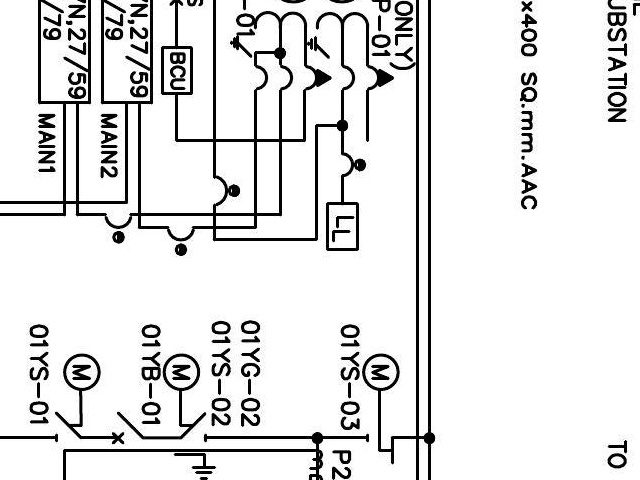 UBSTATION
TO
x400 SQ.mm.AAC
ONLY)
P-01
M
01YS-03
LL
P2
-01
01YG-02
01YS-02
BCU
M
01YB-01
N,27/59
/79
MAIN2
M
N,27/59
/79
MAIN1
01YS-01